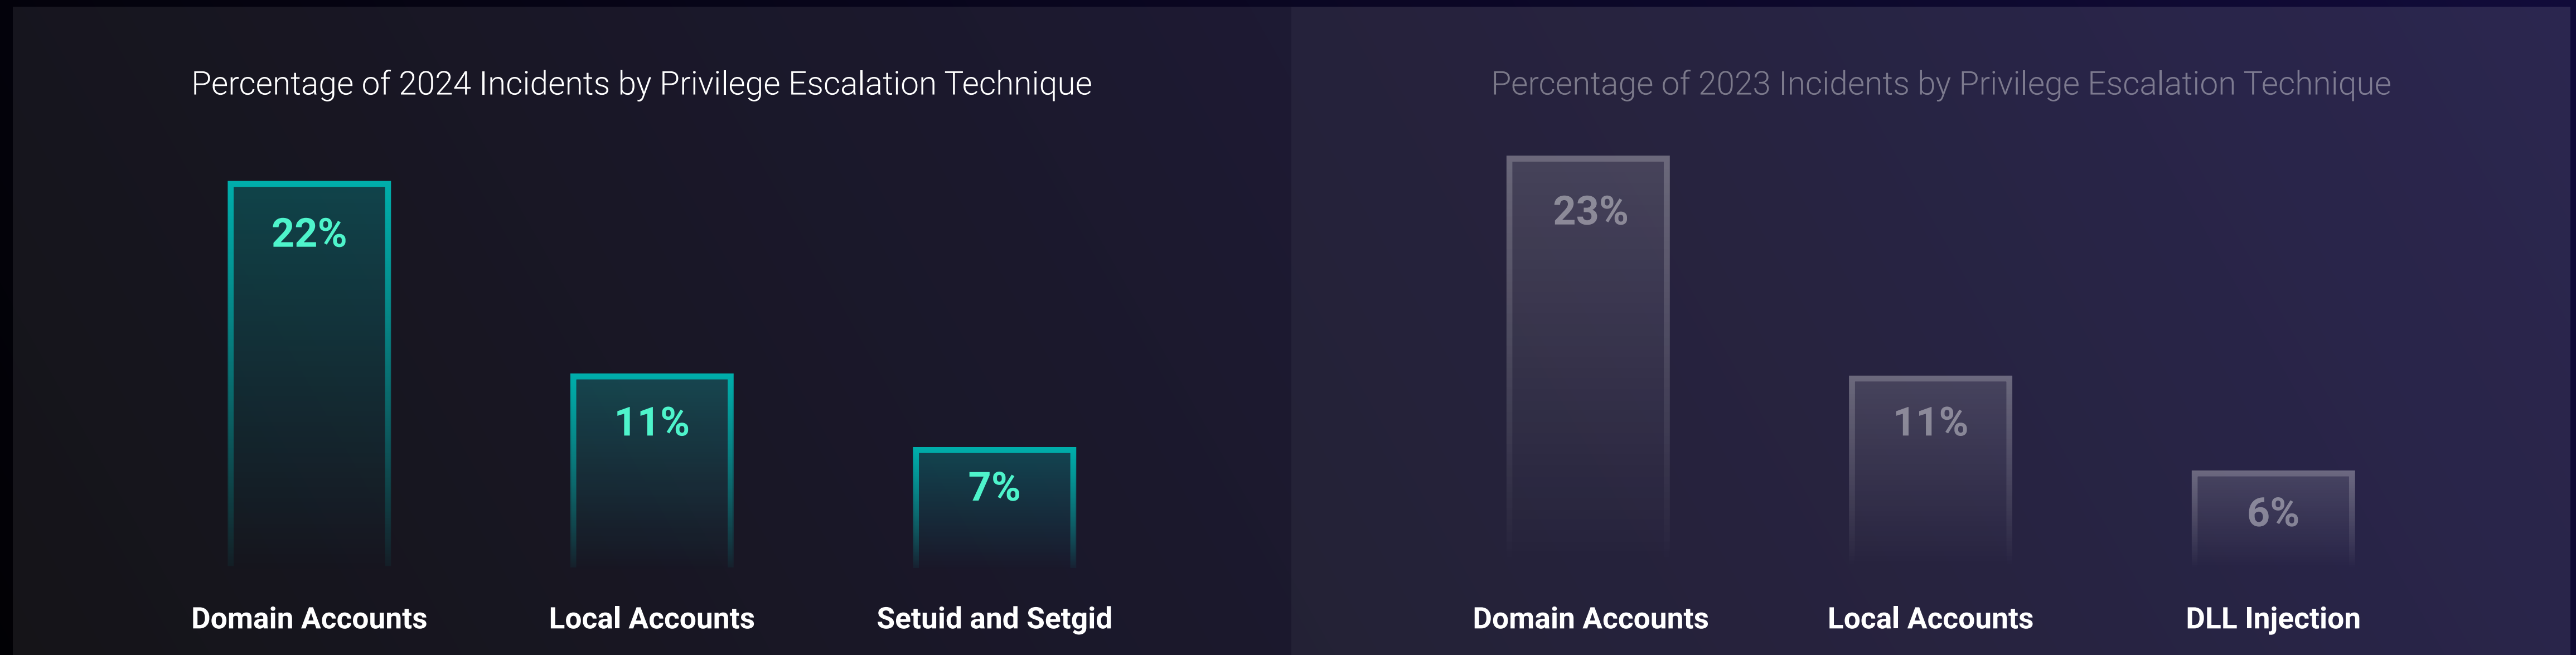 Percentage of 2024 Incidents by Privilege Escalation Technique
22%
11%
7%
Domain Accounts
Local Accounts
Setuid and Setgid
Percentage of 2023 Incidents by Privilege Escalation Technique
23%
11%
6%
Domain Accounts
Local Accounts
DLL Injection